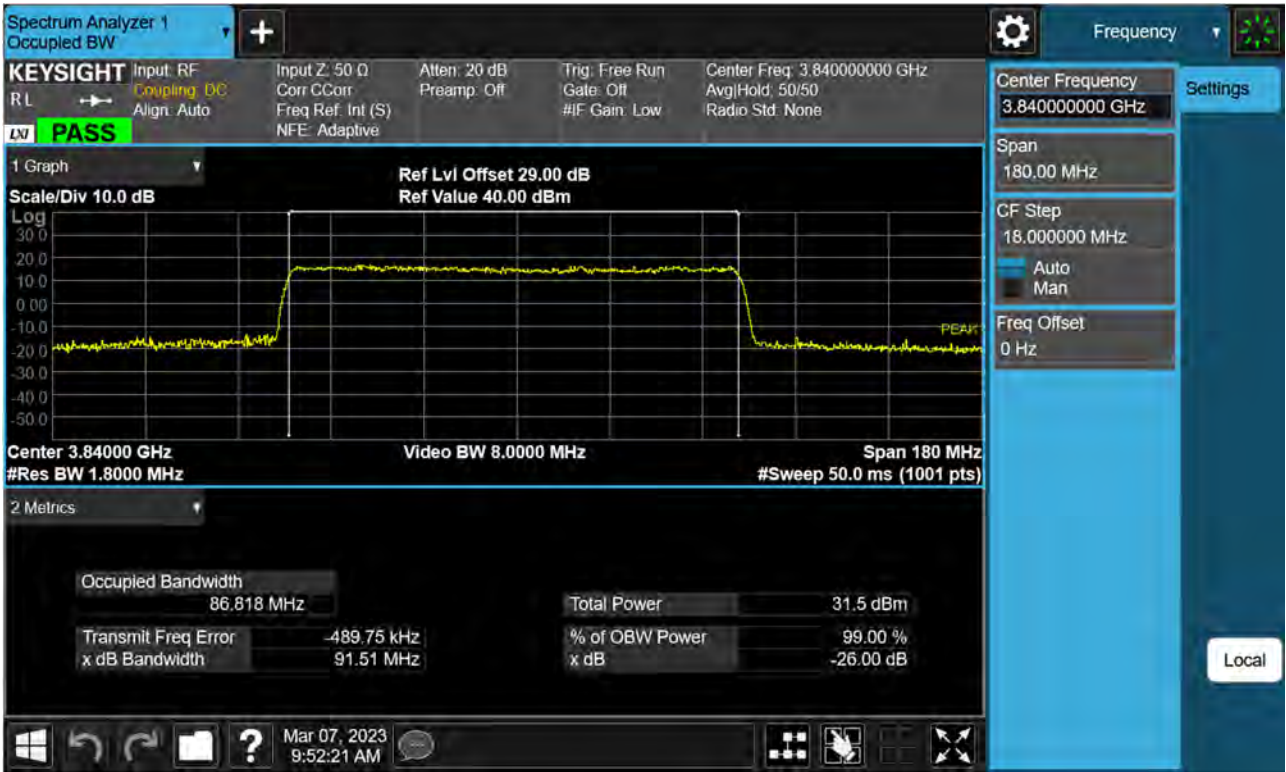 Spectrum Analyzer 1
Occupied BW
+
Frequency
KEYSIGHT
R L
LXI
PASS
Input: RF
Coupling: DC
Align: Auto
Input Z: 50 Ω
Corr CCorr
Freq Ref: Int (S)
NFE: Adaptive
Atten: 20 dB
Preamp: Off
Trig: Free Run
Gate: Off
#IF Gain: Low
Center Freq: 3.840000000 GHz
Avg|Hold: 50/50
Radio Std: None
1 Graph
Scale/Div 10.0 dB
Ref Lvl Offset 29.00 dB
Ref Value 40.00 dBm
Log
30.0
20.0
10.0
0.00
-10.0
-20.0
-30.0
-40.0
-50.0
PEAK
Center 3.84000 GHz
Video BW 8.0000 MHz
Span 180 MHz
#Res BW 1.8000 MHz
#Sweep 50.0 ms (1001 pts)
2 Metrics
Occupied Bandwidth
86.818 MHz
Total Power 31.5 dBm
Transmit Freq Error -489.75 kHz
% of OBW Power 99.00 %
x dB Bandwidth 91.51 MHz
x dB -26.00 dB
Center Frequency
3.840000000 GHz
Span
180.00 MHz
CF Step
18.000000 MHz
Auto
Man
Freq Offset
0 Hz
Settings
Local
?
Mar 07, 2023
9:52:21 AM